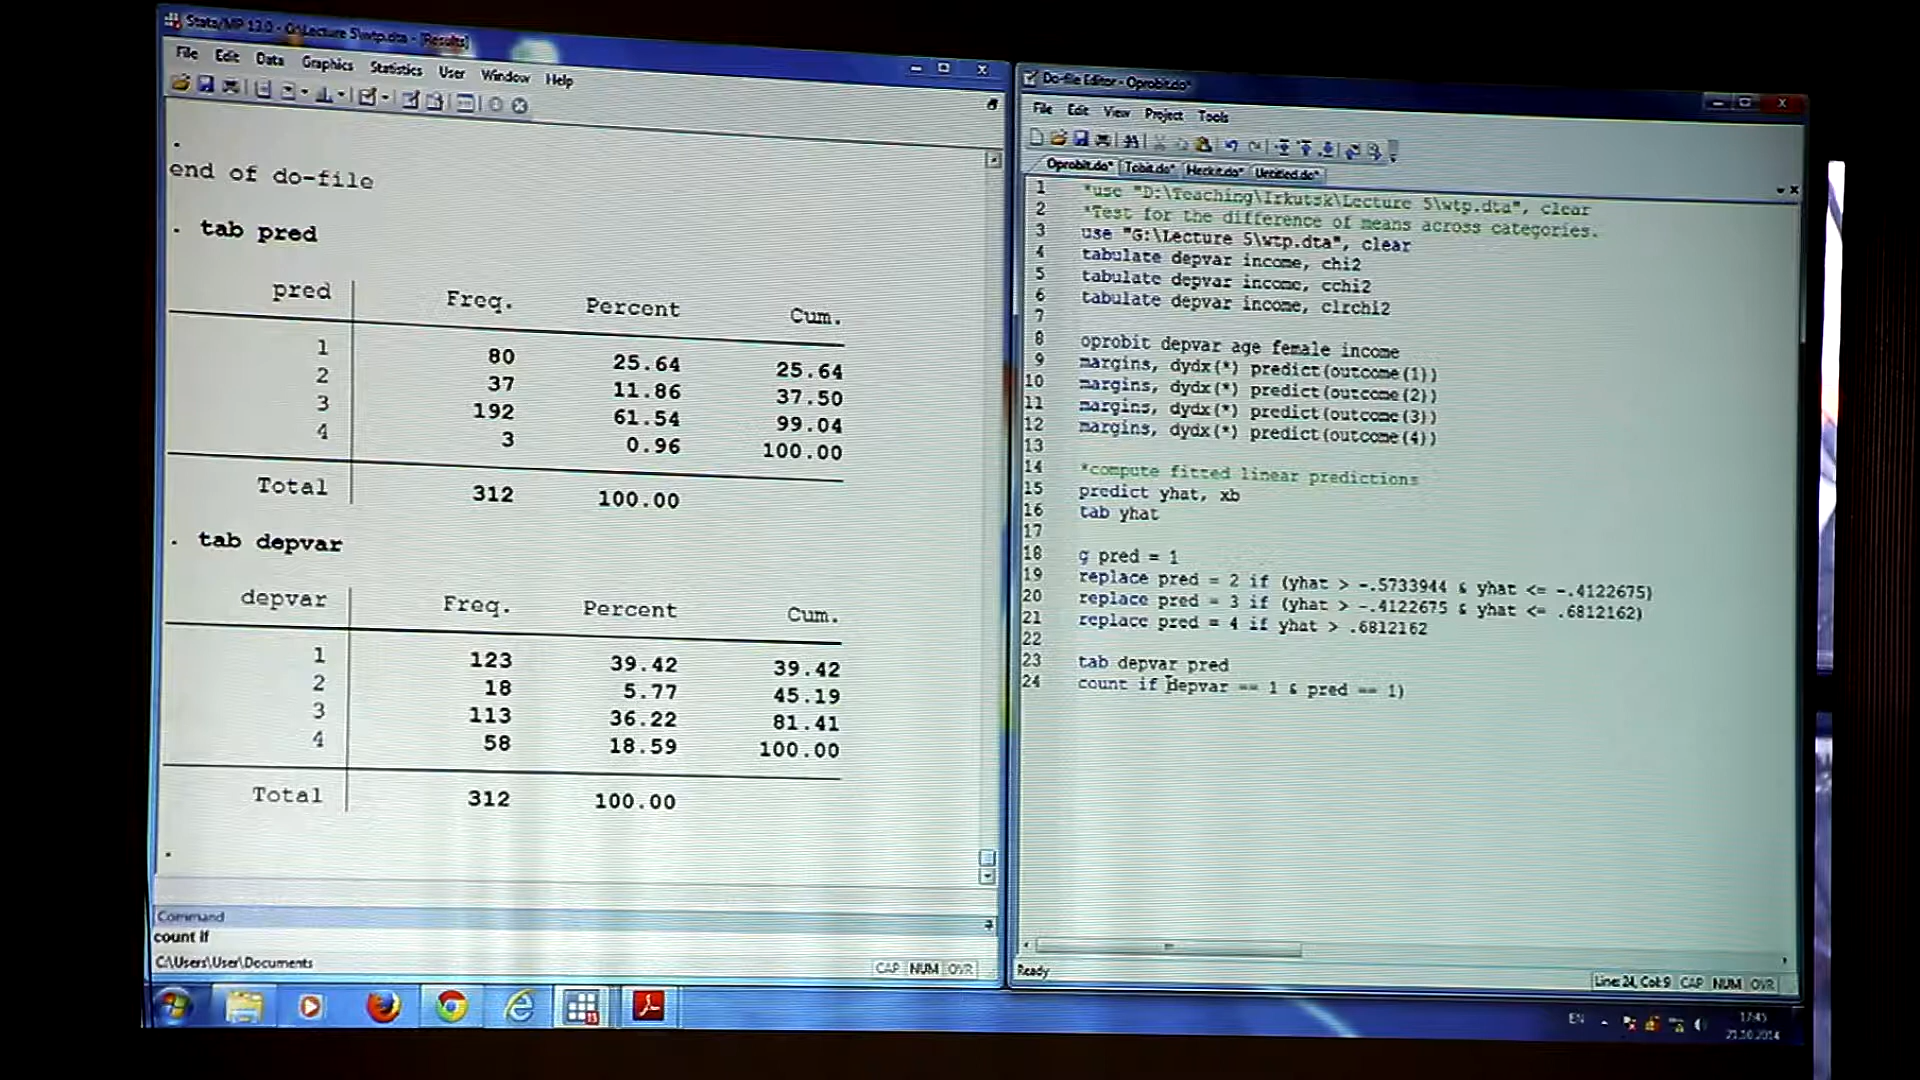 Stata/MP 13.0 - G:\Lecture 5\wtp.dta - [Results]
File Edit Data Graphics Statistics User Window Help
.
end of do-file
. tab pred
pred Freq. Percent Cum.
1 80 25.64 25.64
2 37 11.86 37.50
3 192 61.54 99.04
4 3 0.96 100.00
Total 312 100.00
. tab depvar
depvar Freq. Percent Cum.
1 123 39.42 39.42
2 18 5.77 45.19
3 113 36.22 81.41
4 58 18.59 100.00
Total 312 100.00
.
Command
count if
C:\Users\User\Documents
CAP NUM OVR
Do-file Editor - Oprobit.do*
File Edit View Project Tools
Oprobit.do* Tobit.do* Heckit.do* Untitled.do*
1 *use "D:\Teaching\Irkutsk\Lecture 5\wtp.dta", clear
2 *Test for the difference of means across categories.
3 use "G:\Lecture 5\wtp.dta", clear
4 tabulate depvar income, chi2
5 tabulate depvar income, cchi2
6 tabulate depvar income, clrchi2
7
8 oprobit depvar age female income
9 margins, dydx(*) predict(outcome(1))
10 margins, dydx(*) predict(outcome(2))
11 margins, dydx(*) predict(outcome(3))
12 margins, dydx(*) predict(outcome(4))
13
14 *compute fitted linear predictions
15 predict yhat, xb
16 tab yhat
17
18 g pred = 1
19 replace pred = 2 if (yhat > -.5733944 & yhat <= -.4122675)
20 replace pred = 3 if (yhat > -.4122675 & yhat <= .6812162)
21 replace pred = 4 if yhat > .6812162
22
23 tab depvar pred
24 count if depvar == 1 & pred == 1)
Ready
Line: 24, Col: 9 CAP NUM OVR
EN
17:45
21.10.2014